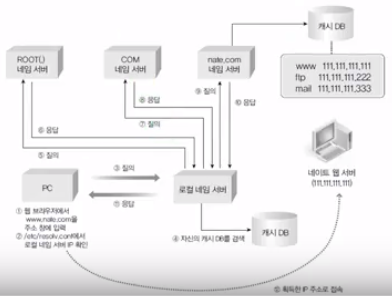 캐시 DB
ROOT()
네임 서버
COM
네임 서버
nate.com
네임 서버
www 111,111,111,111
ftp 111,111,111,222
mail 111,111,111,333
⑨ 질의
⑧ 응답
⑩ 응답
⑦ 질의
⑥ 응답
⑤ 질의
네이트 웹 서버
(111,111,111,111)
③ 질의
PC
로컬 네임 서버
⑪ 응답
① 웹 브라우저에서
www.nate.com을
주소 창에 입력
② /etc/resolv.conf에서
로컬 네임 서버 IP 확인
④ 자신의 캐시 DB를 검색
캐시 DB
⑫ 획득한 IP 주소로 접속